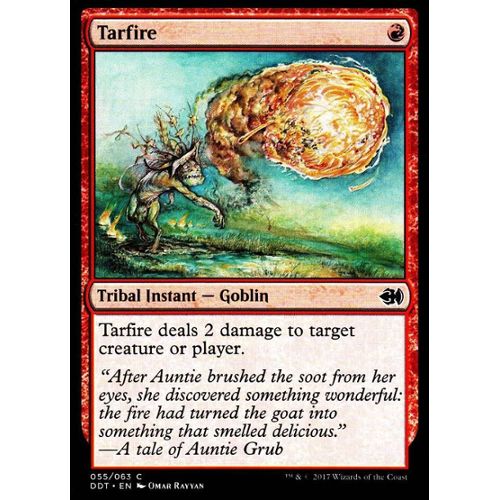 Tarfire
Tribal Instant — Goblin
Tarfire deals 2 damage to target
creature or player.
“After Auntie brushed the soot from her
eyes, she discovered something wonderful:
the fire had turned the goat into
something that smelled delicious.”
—A tale of Auntie Grub
055/063 C
DDT • EN Omar Rayyan
™ & © 2017 Wizards of the Coast